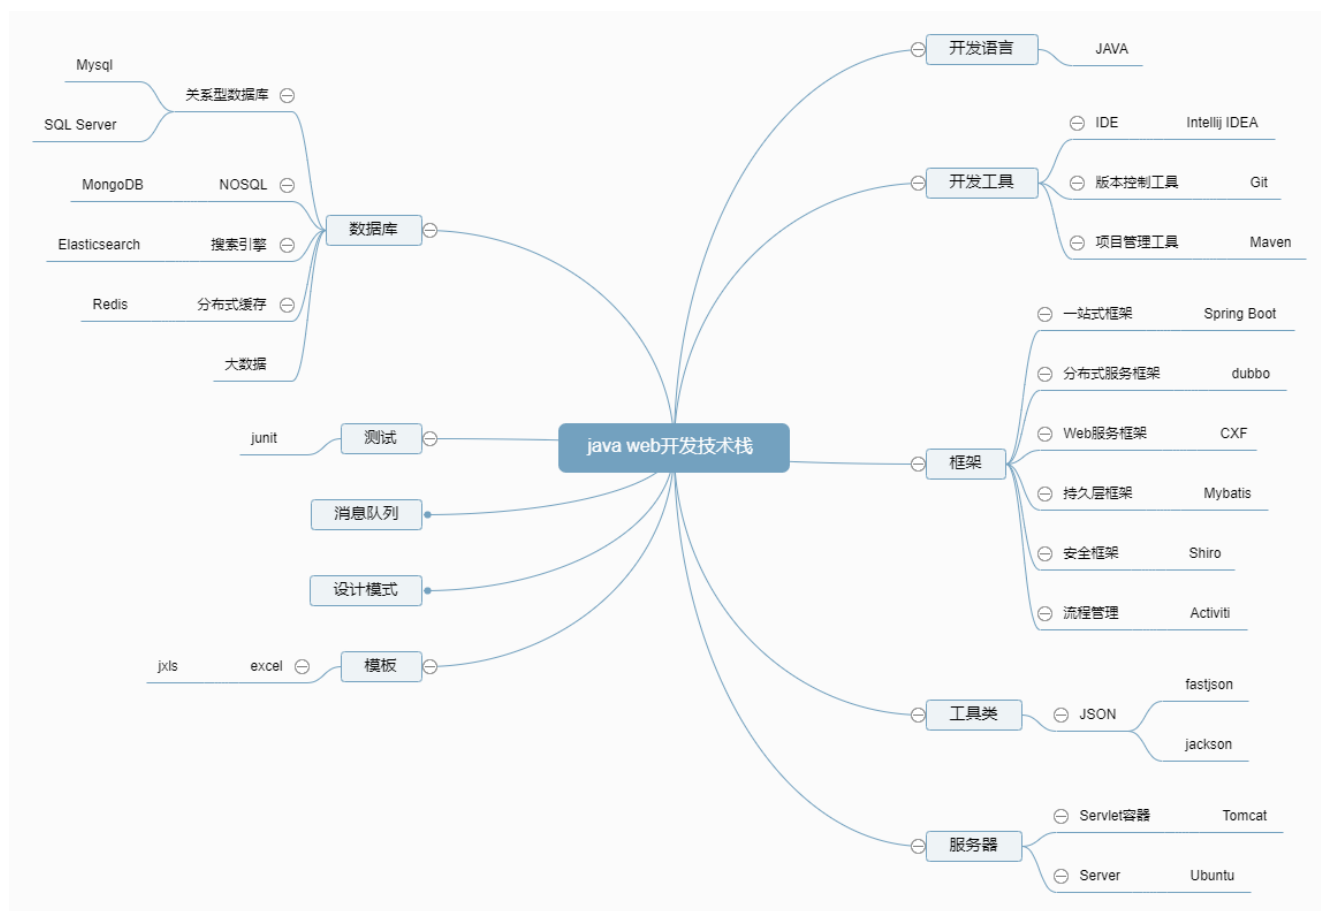 java web开发技术栈
开发语言
JAVA
开发工具
IDE
Intellij IDEA
版本控制工具
Git
项目管理工具
Maven
框架
一站式框架
Spring Boot
分布式服务框架
dubbo
Web服务框架
CXF
持久层框架
Mybatis
安全框架
Shiro
流程管理
Activiti
工具类
JSON
fastjson
jackson
服务器
Servlet容器
Tomcat
Server
Ubuntu
数据库
关系型数据库
Mysql
SQL Server
NOSQL
MongoDB
搜索引擎
Elasticsearch
分布式缓存
Redis
大数据
测试
junit
消息队列
设计模式
模板
excel
jxls